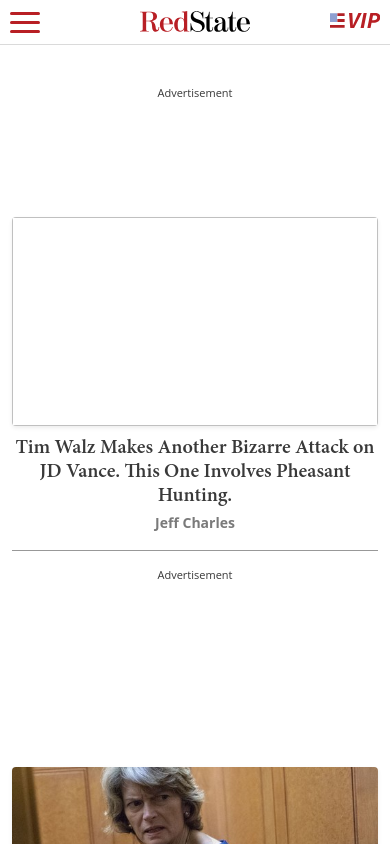 RedState
VIP
Advertisement
Tim Walz Makes Another Bizarre Attack on
JD Vance. This One Involves Pheasant
Hunting.
Jeff Charles
Advertisement